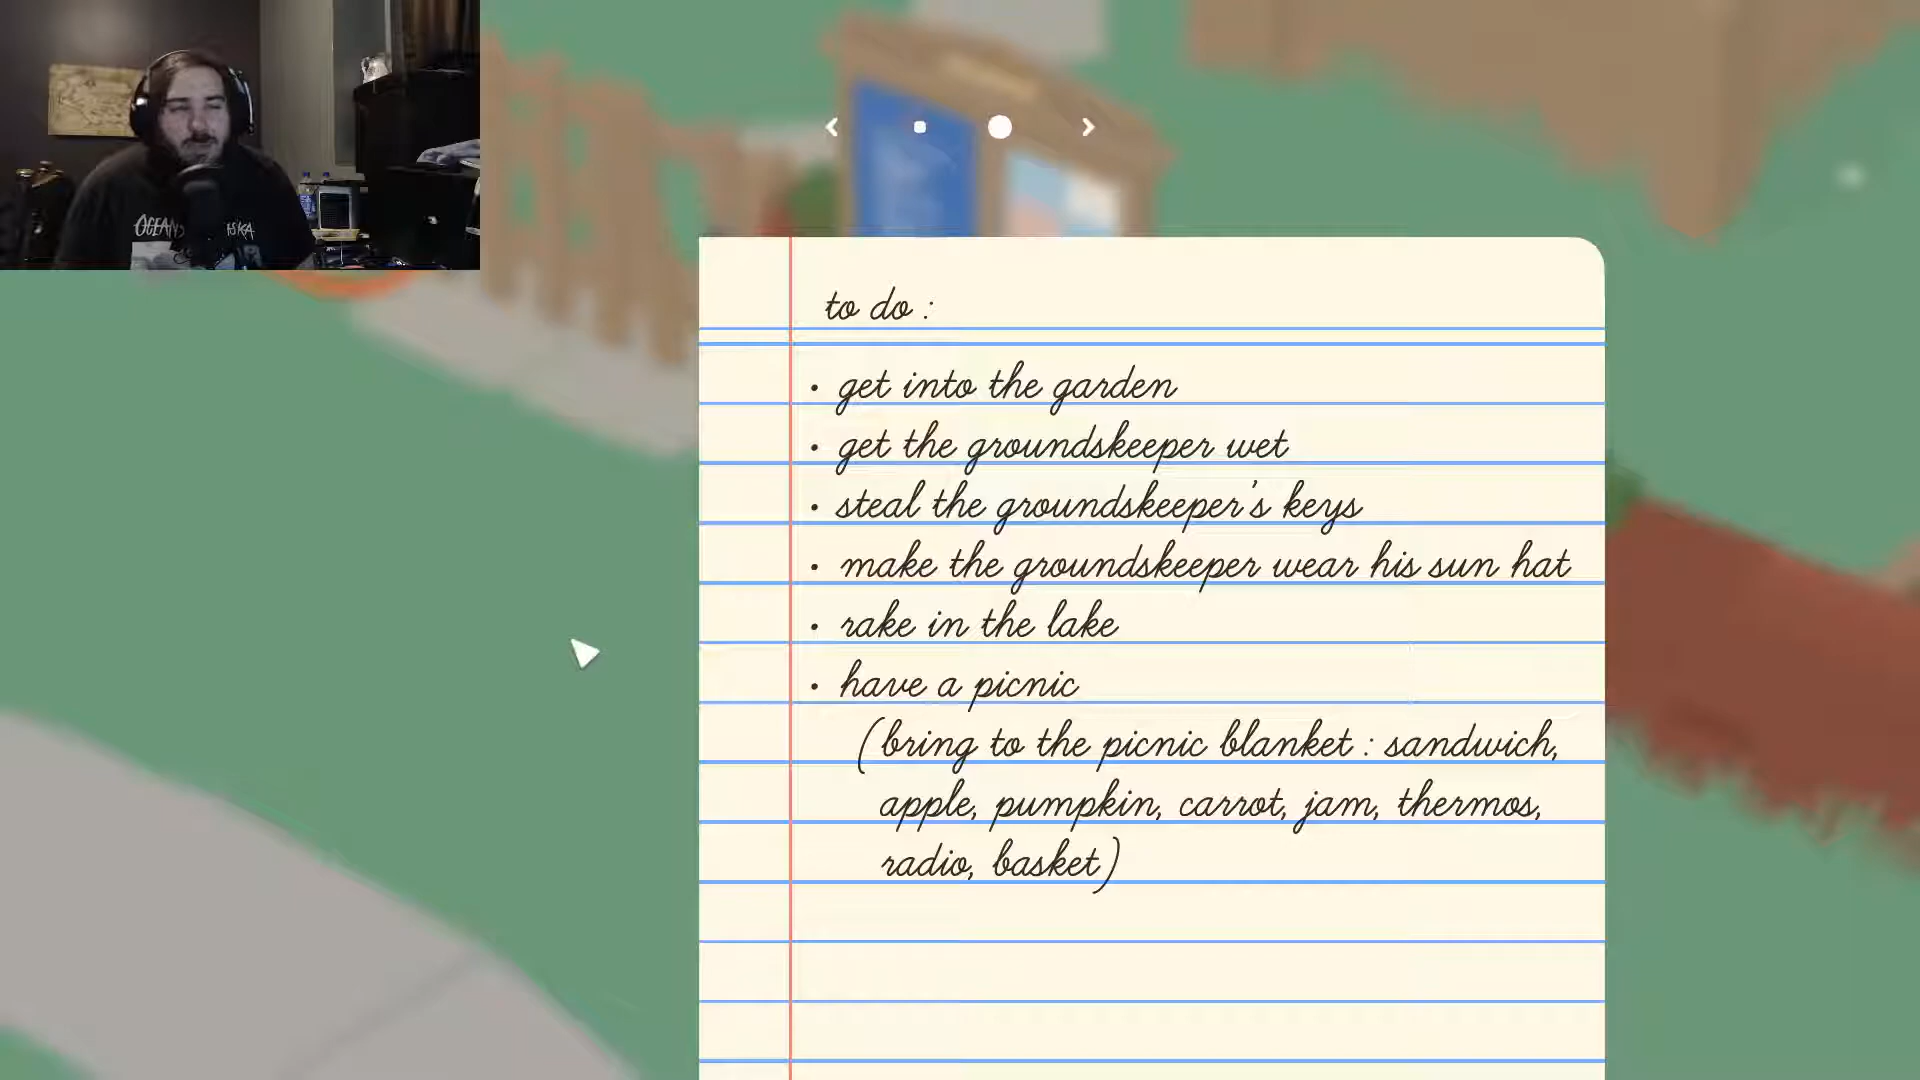 OCEANS
ASKA
to do :
• get into the garden
• get the groundskeeper wet
• steal the groundskeeper's keys
• make the groundskeeper wear his sun hat
• rake in the lake
• have a picnic
(bring to the picnic blanket : sandwich,
apple, pumpkin, carrot, jam, thermos,
radio, basket)